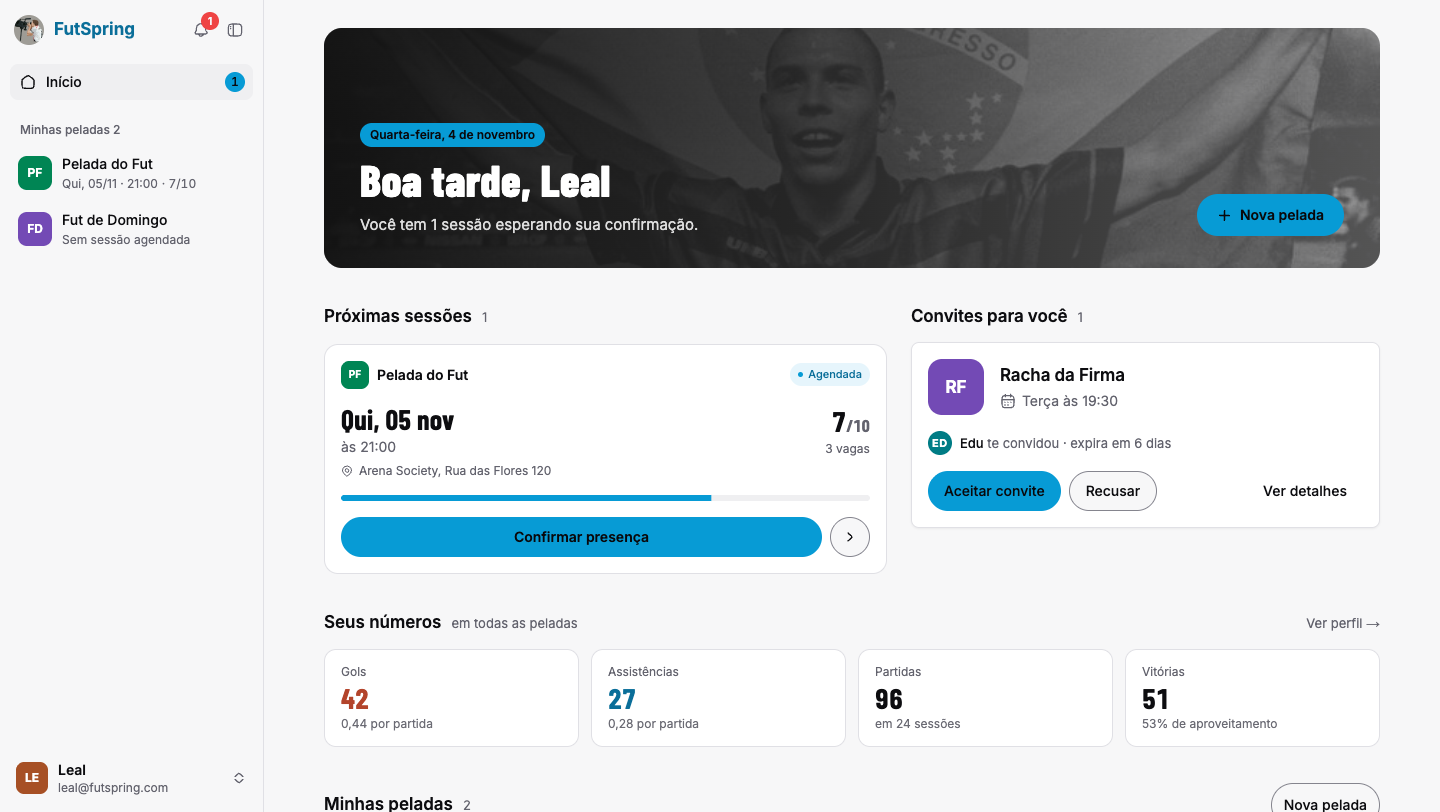 FutSpring
1
Início
1
Minhas peladas 2
PF
Pelada do Fut
Qui, 05/11 · 21:00 · 7/10
FD
Fut de Domingo
Sem sessão agendada
LE
Leal
leal@futspring.com
Quarta-feira, 4 de novembro
Boa tarde, Leal
Você tem 1 sessão esperando sua confirmação.
Nova pelada
Próximas sessões 1
PF
Pelada do Fut
Agendada
Qui, 05 nov
7/10
às 21:00
3 vagas
Arena Society, Rua das Flores 120
Confirmar presença
Convites para você 1
RF
Racha da Firma
Terça às 19:30
ED
Edu te convidou · expira em 6 dias
Aceitar convite
Recusar
Ver detalhes
Seus números em todas as peladas
Ver perfil →
Gols
42
0,44 por partida
Assistências
27
0,28 por partida
Partidas
96
em 24 sessões
Vitórias
51
53% de aproveitamento
Minhas peladas 2
Nova pelada